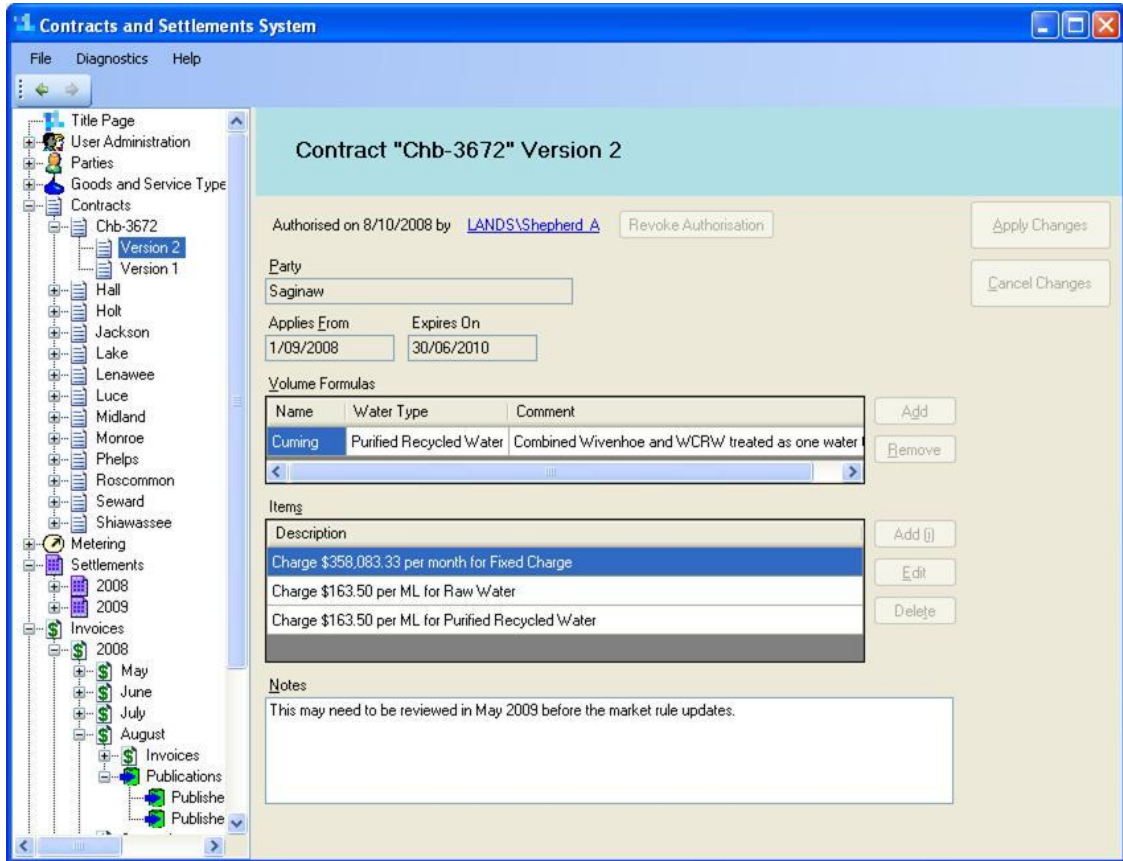 Contracts and Settlements System
File Diagnostics Help
Title Page
User Administration
Parties
Goods and Service Type
Contracts
Chb-3672
Version 2
Version 1
Hall
Holt
Jackson
Lake
Lenawee
Luce
Midland
Monroe
Phelps
Roscommon
Seward
Shiawassee
Metering
Settlements
2008
2009
Invoices
2008
May
June
July
August
Invoices
Publications
Publishe
Publishe
Contract "Chb-3672" Version 2
Authorised on 8/10/2008 by LANDS\Shepherd_A Revoke Authorisation
Apply Changes
Cancel Changes
Party
Saginaw
Applies From Expires On
1/09/2008 30/06/2010
Volume Formulas
Name Water Type Comment
Cuming Purified Recycled Water Combined Wivenhoe and WCRW treated as one water
Add
Remove
Items
Description
Charge $358,083.33 per month for Fixed Charge
Charge $163.50 per ML for Raw Water
Charge $163.50 per ML for Purified Recycled Water
Add (i)
Edit
Delete
Notes
This may need to be reviewed in May 2009 before the market rule updates.